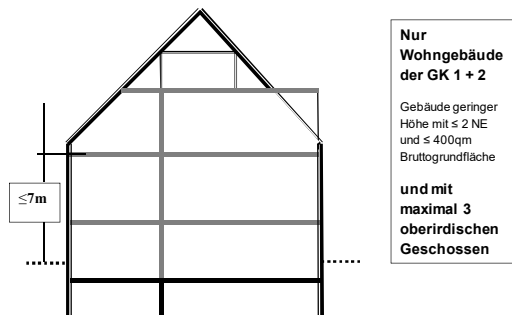 ≤7m
Nur
Wohngebäude
der GK 1 + 2
Gebäude geringer
Höhe mit ≤ 2 NE
und ≤ 400qm
Bruttogrundfläche
und mit
maximal 3
oberirdischen
Geschossen